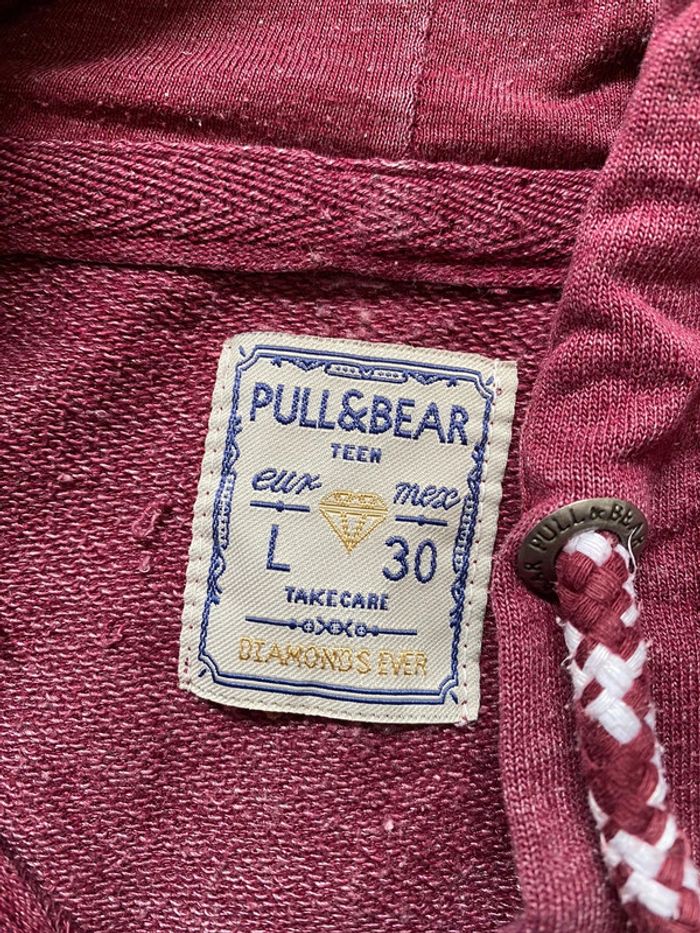 PULL&BEAR
TEEN
eur mex
L 30
TAKECARE
DIAMONDS EVER
PULL & BEAR